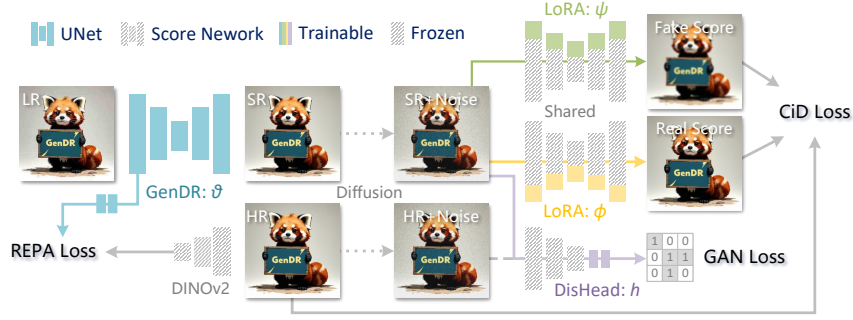 UNet
Score Nework
Trainable
Frozen
LoRA: ψ
LR
GenDR
SR
GenDR
SR+Noise
GenDR
Shared
Fake Score
GenDR
CiD Loss
Real Score
GenDR
GenDR: ϑ
Diffusion
LoRA: ϕ
REPA Loss
DINOv2
HR
GenDR
HR+Noise
GenDR
DisHead: h
1 0 0
0 1 1
0 1 0
GAN Loss